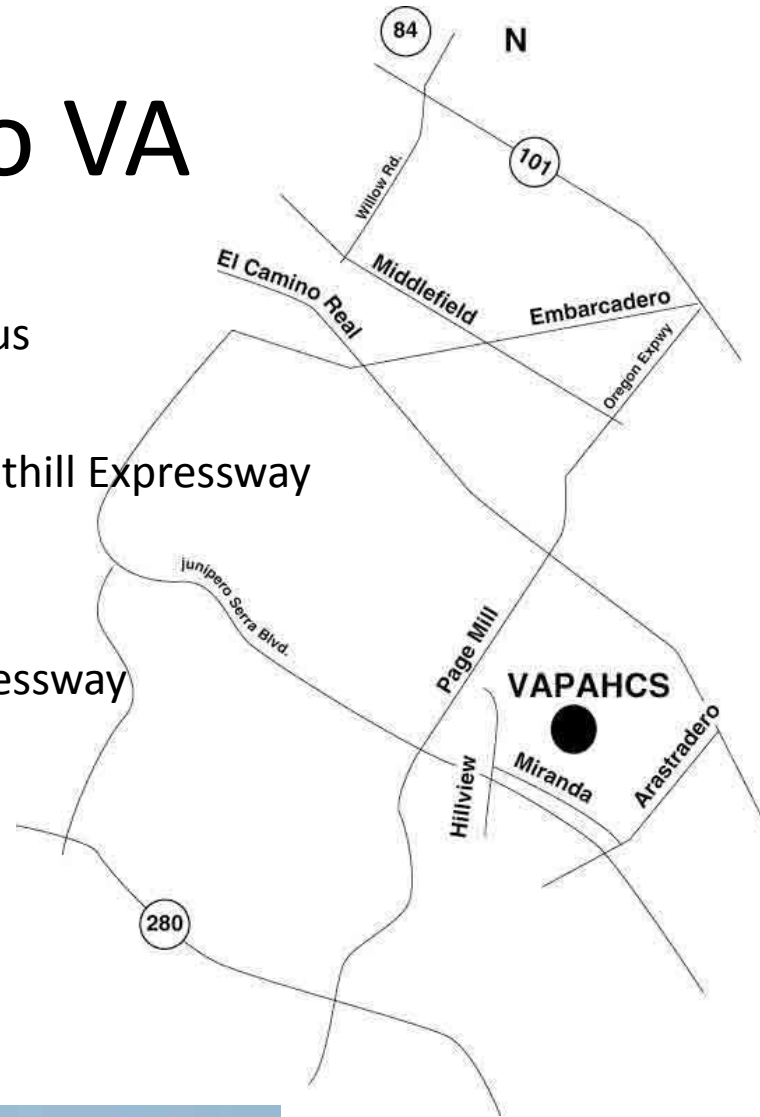 84
N
o VA
101
Willow Rd.
El Camino Real
Middlefield
Embarcadero
us
Oregon Expwy
thill Expressway
junipero Serra Blvd.
Page Mill
essway
VAPAHCS
Arastradero
Miranda
Hillview
280